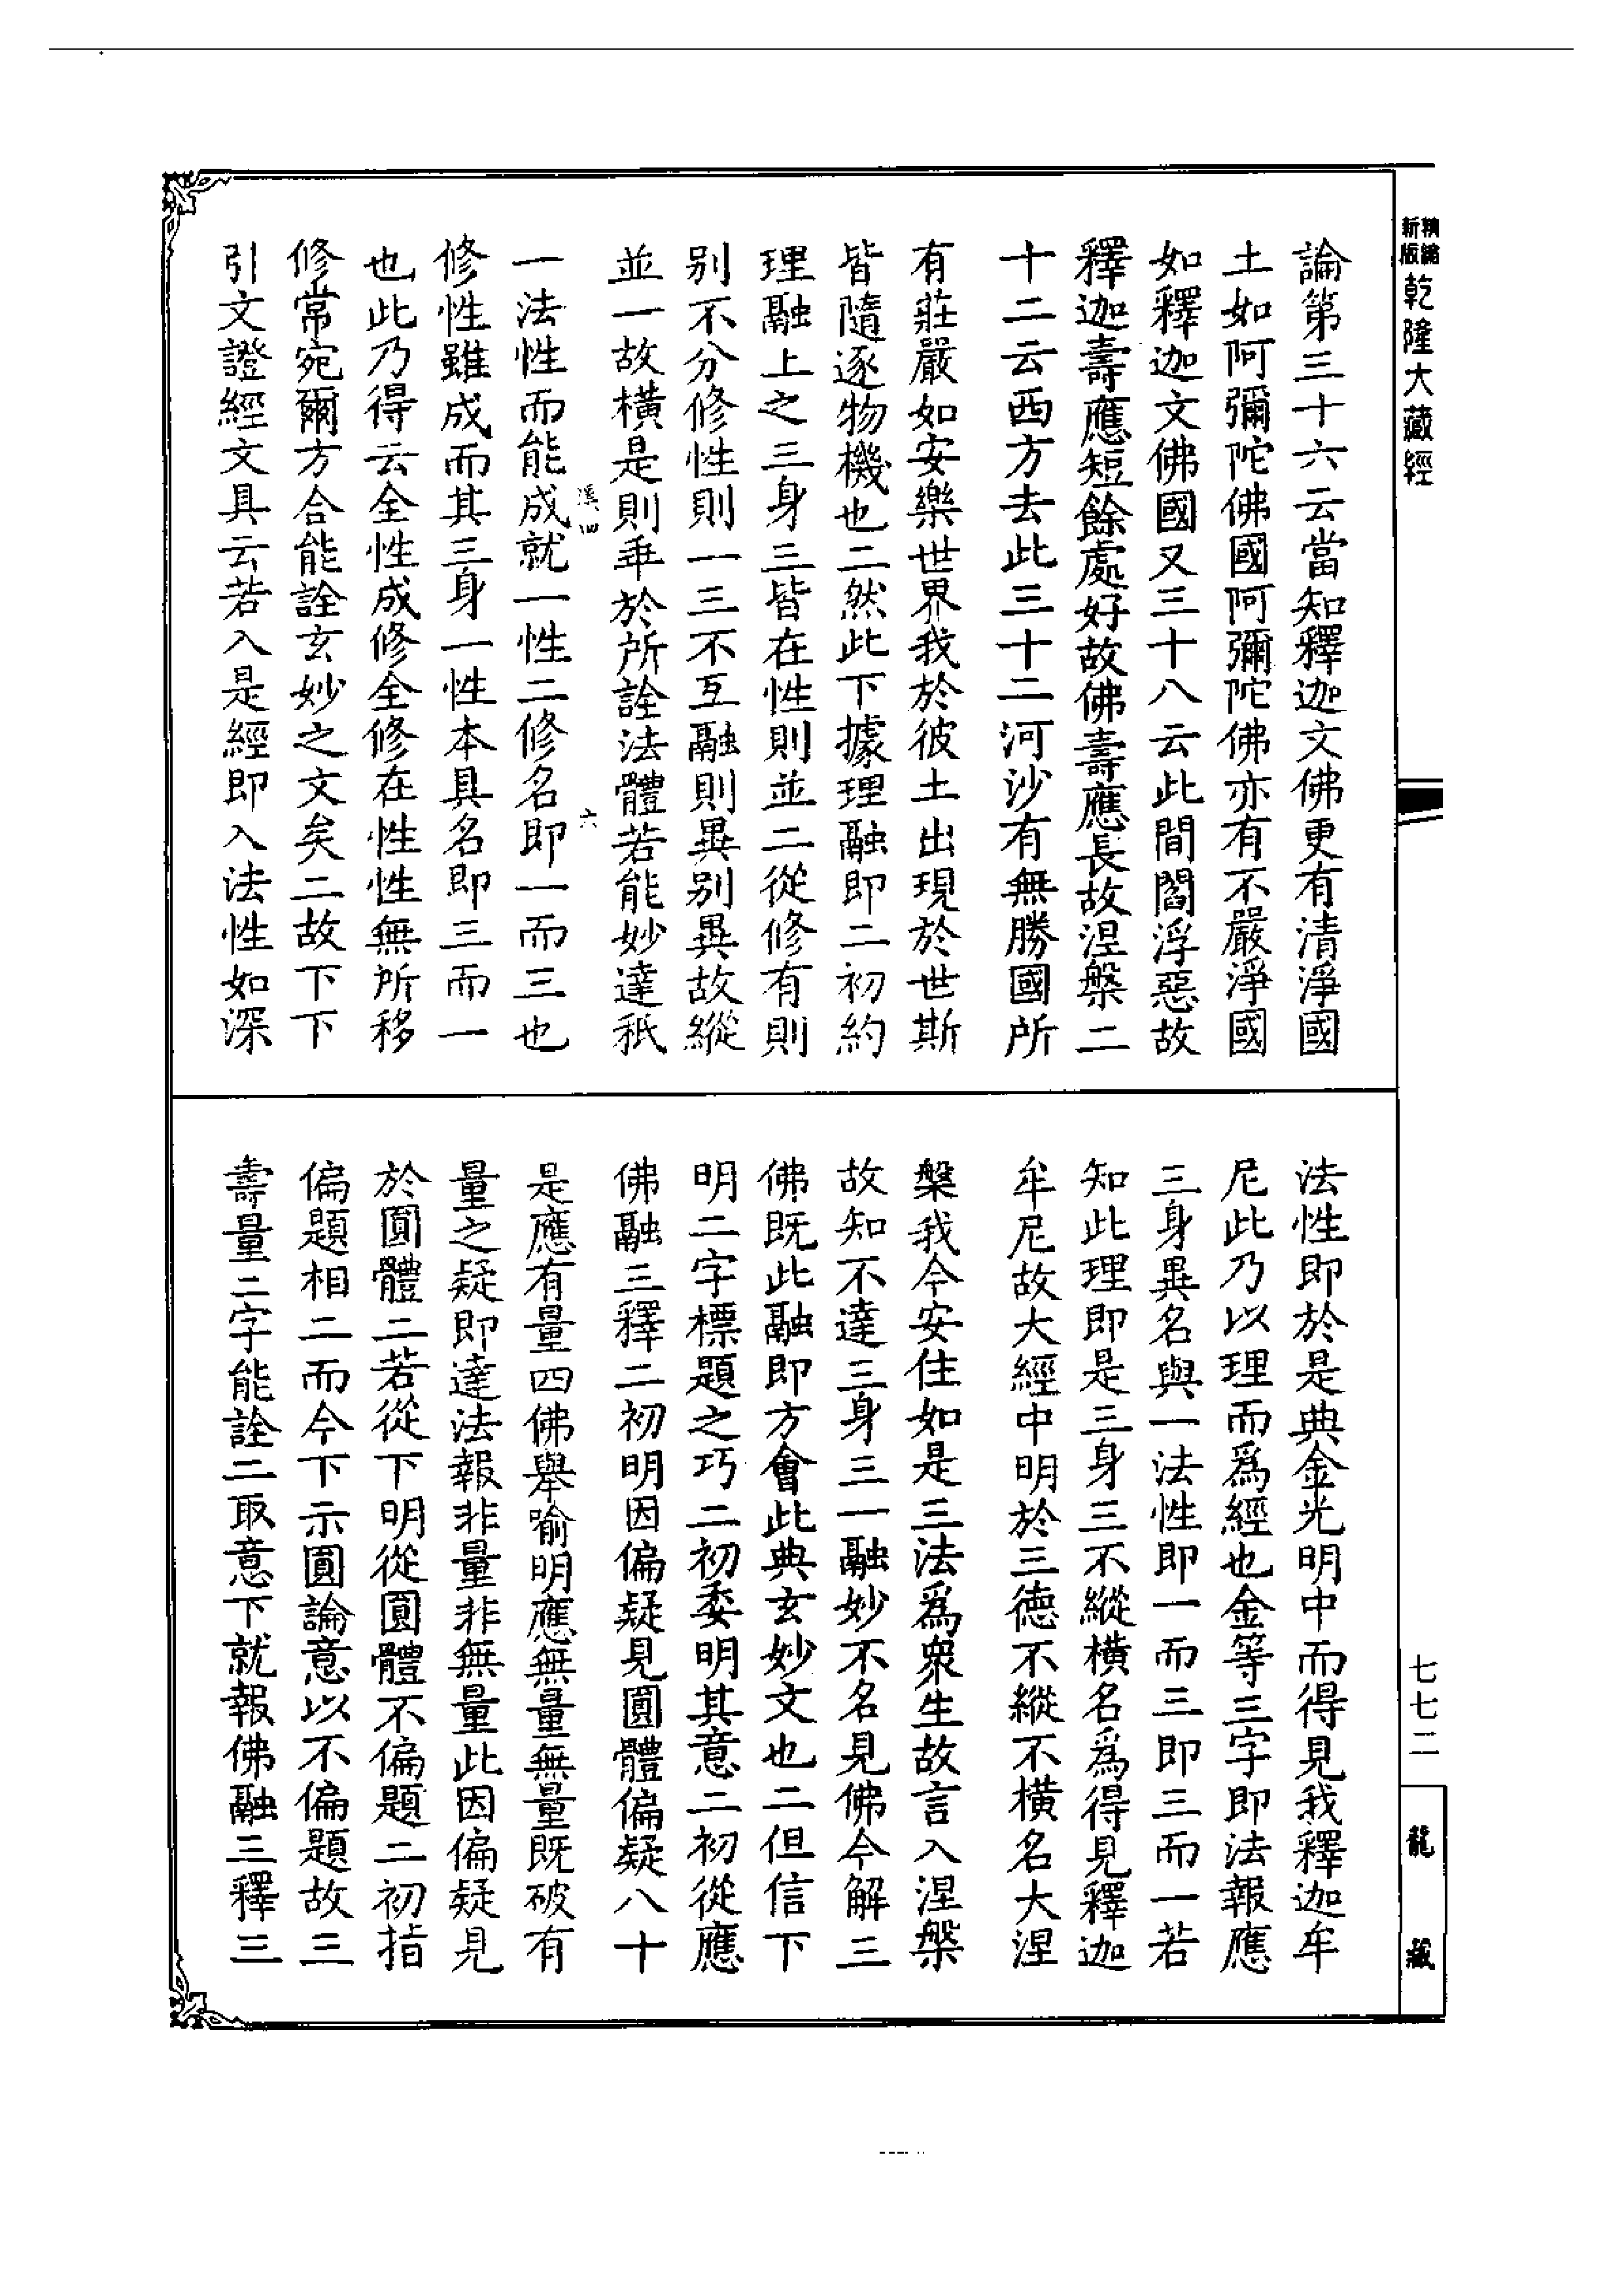 新版
精編
乾隆大藏經
七七二
龍藏
論第三十六云當知釋迦文佛更有清淨國
土如阿彌陀佛國阿彌陀佛亦有不嚴淨國
如釋迦文佛國又三十八云此間閻浮惡故
釋迦壽應短餘處好故佛壽應長故涅槃二
十二云西方去此三十二河沙有無勝國所
有莊嚴如安樂世界我於彼土出現於世斯
皆隨逐物機也二然此下據理融即二初約
理融上之三身三皆在性則並二從修有則
別不分修性則一三不互融則異別異故縱
並一故橫是則乖於所詮法體若能妙達秖
溪四
六
一法性而能成就一性二修名即一而三也
修性雖成而其三身一性本具名即三而一
也此乃得云全性成修全修在性性無所移
修常宛爾方合能詮玄妙之文矣二故下下
引文證經文具云若入是經即入法性如深
法性即於是典金光明中而得見我釋迦牟
尼此乃以理而為經也金等三字即法報應
三身異名與一法性即一而三即三而一若
知此理即是三身三不縱橫名為得見釋迦
牟尼故大經中明於三德不縱不橫名大涅
槃我今安住如是三法為衆生故言入涅槃
故知不達三身三一融妙不名見佛今解三
佛既此融即方會此典玄妙文也二但信下
明二字標題之巧二初委明其意二初從應
佛融三釋二初明因偏疑見圓體偏疑八十
是應有量四佛舉喻明應無量無量既破有
量之疑即達法報非量非無量此因偏疑見
於圓體二若從下明從圓體不偏題二初指
偏題相二而今下示圓論意以不偏題故三
壽量二字能詮二取意下就報佛融三釋三